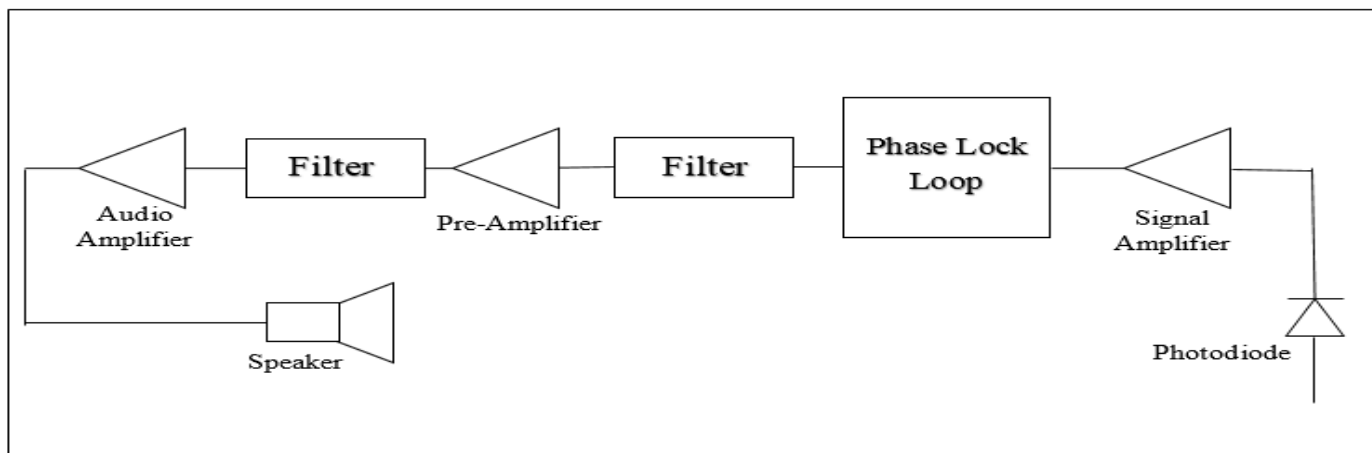 Filter
Filter
Phase Lock
Loop
Audio
Amplifier
Pre-Amplifier
Signal
Amplifier
Speaker
Photodiode